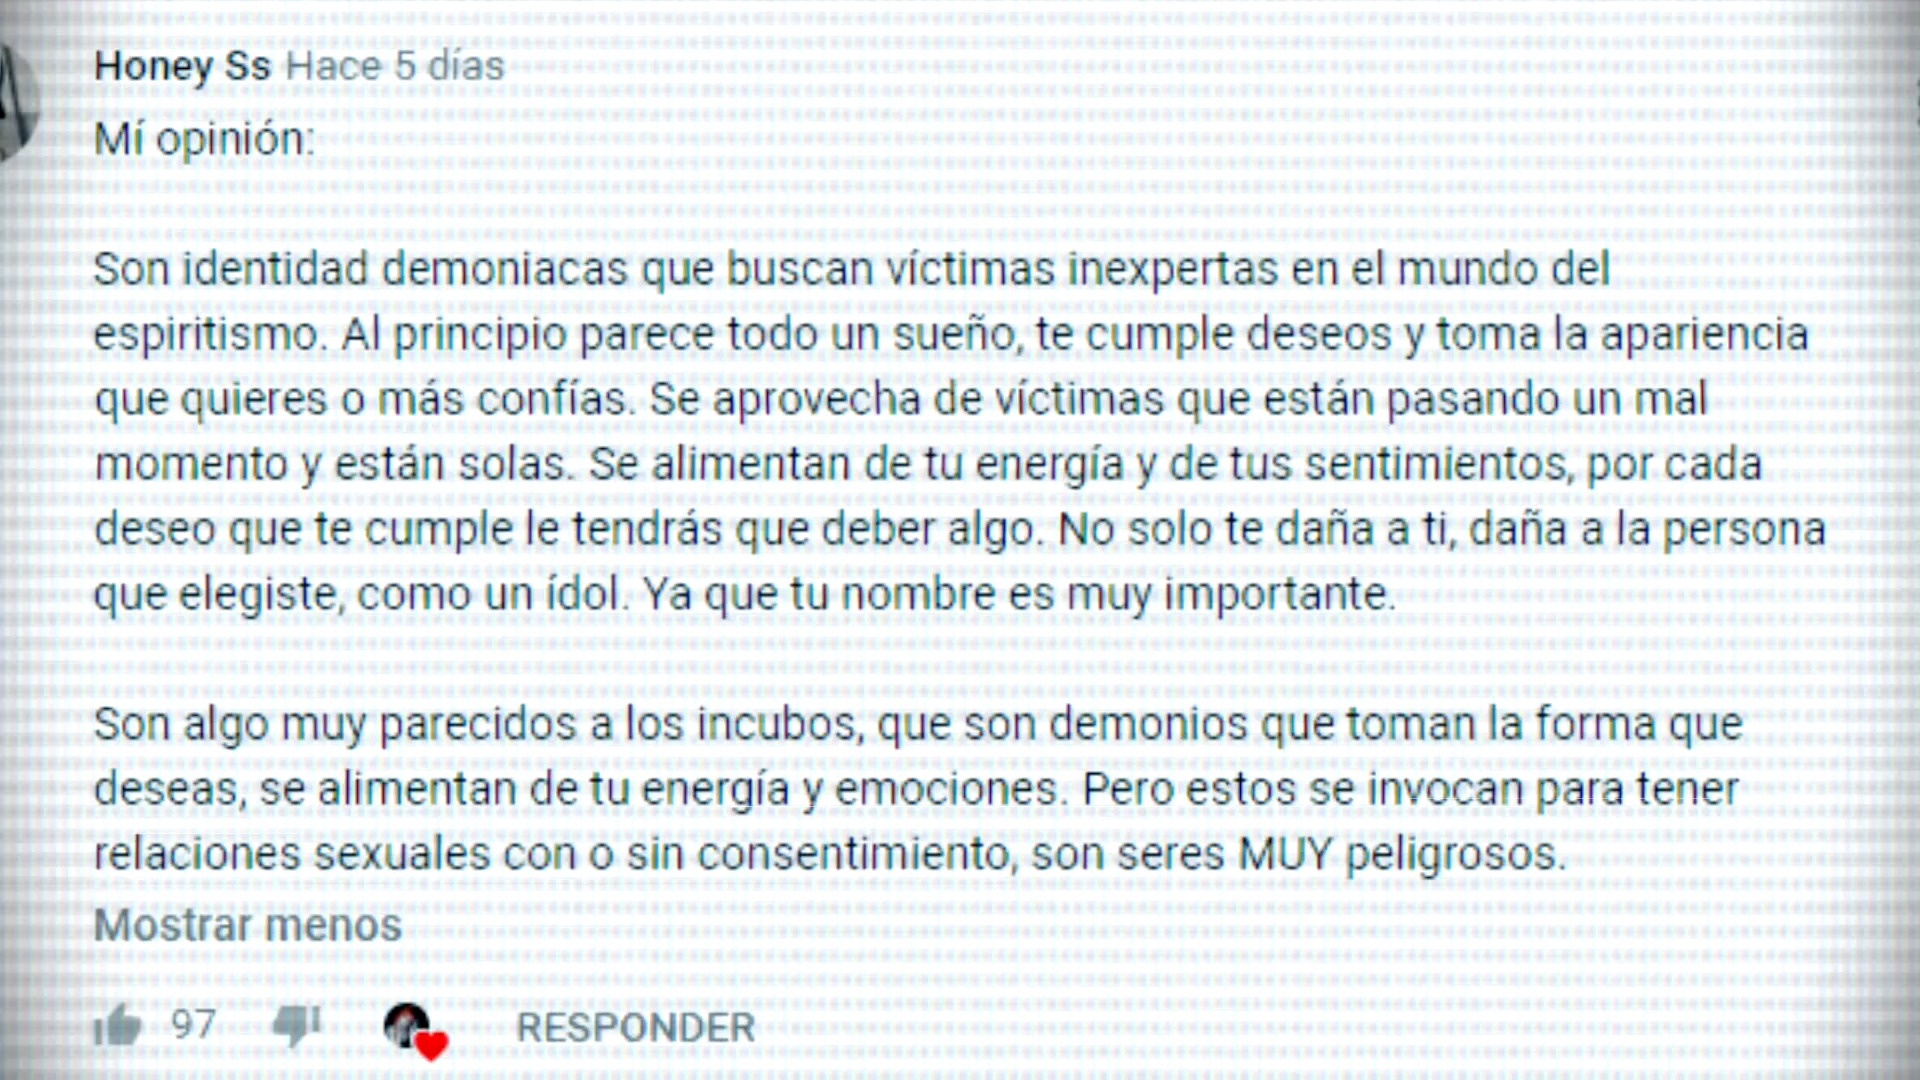 Honey Ss Hace 5 días
Mí opinión:
Son identidad demoniacas que buscan víctimas inexpertas en el mundo del
espiritismo. Al principio parece todo un sueño, te cumple deseos y toma la apariencia
que quieres o más confías. Se aprovecha de víctimas que están pasando un mal
momento y están solas. Se alimentan de tu energía y de tus sentimientos, por cada
deseo que te cumple le tendrás que deber algo. No solo te daña a ti, daña a la persona
que elegiste, como un ídol. Ya que tu nombre es muy importante.
Son algo muy parecidos a los incubos, que son demonios que toman la forma que
deseas, se alimentan de tu energía y emociones. Pero estos se invocan para tener
relaciones sexuales con o sin consentimiento, son seres MUY peligrosos.
Mostrar menos
97 RESPONDER